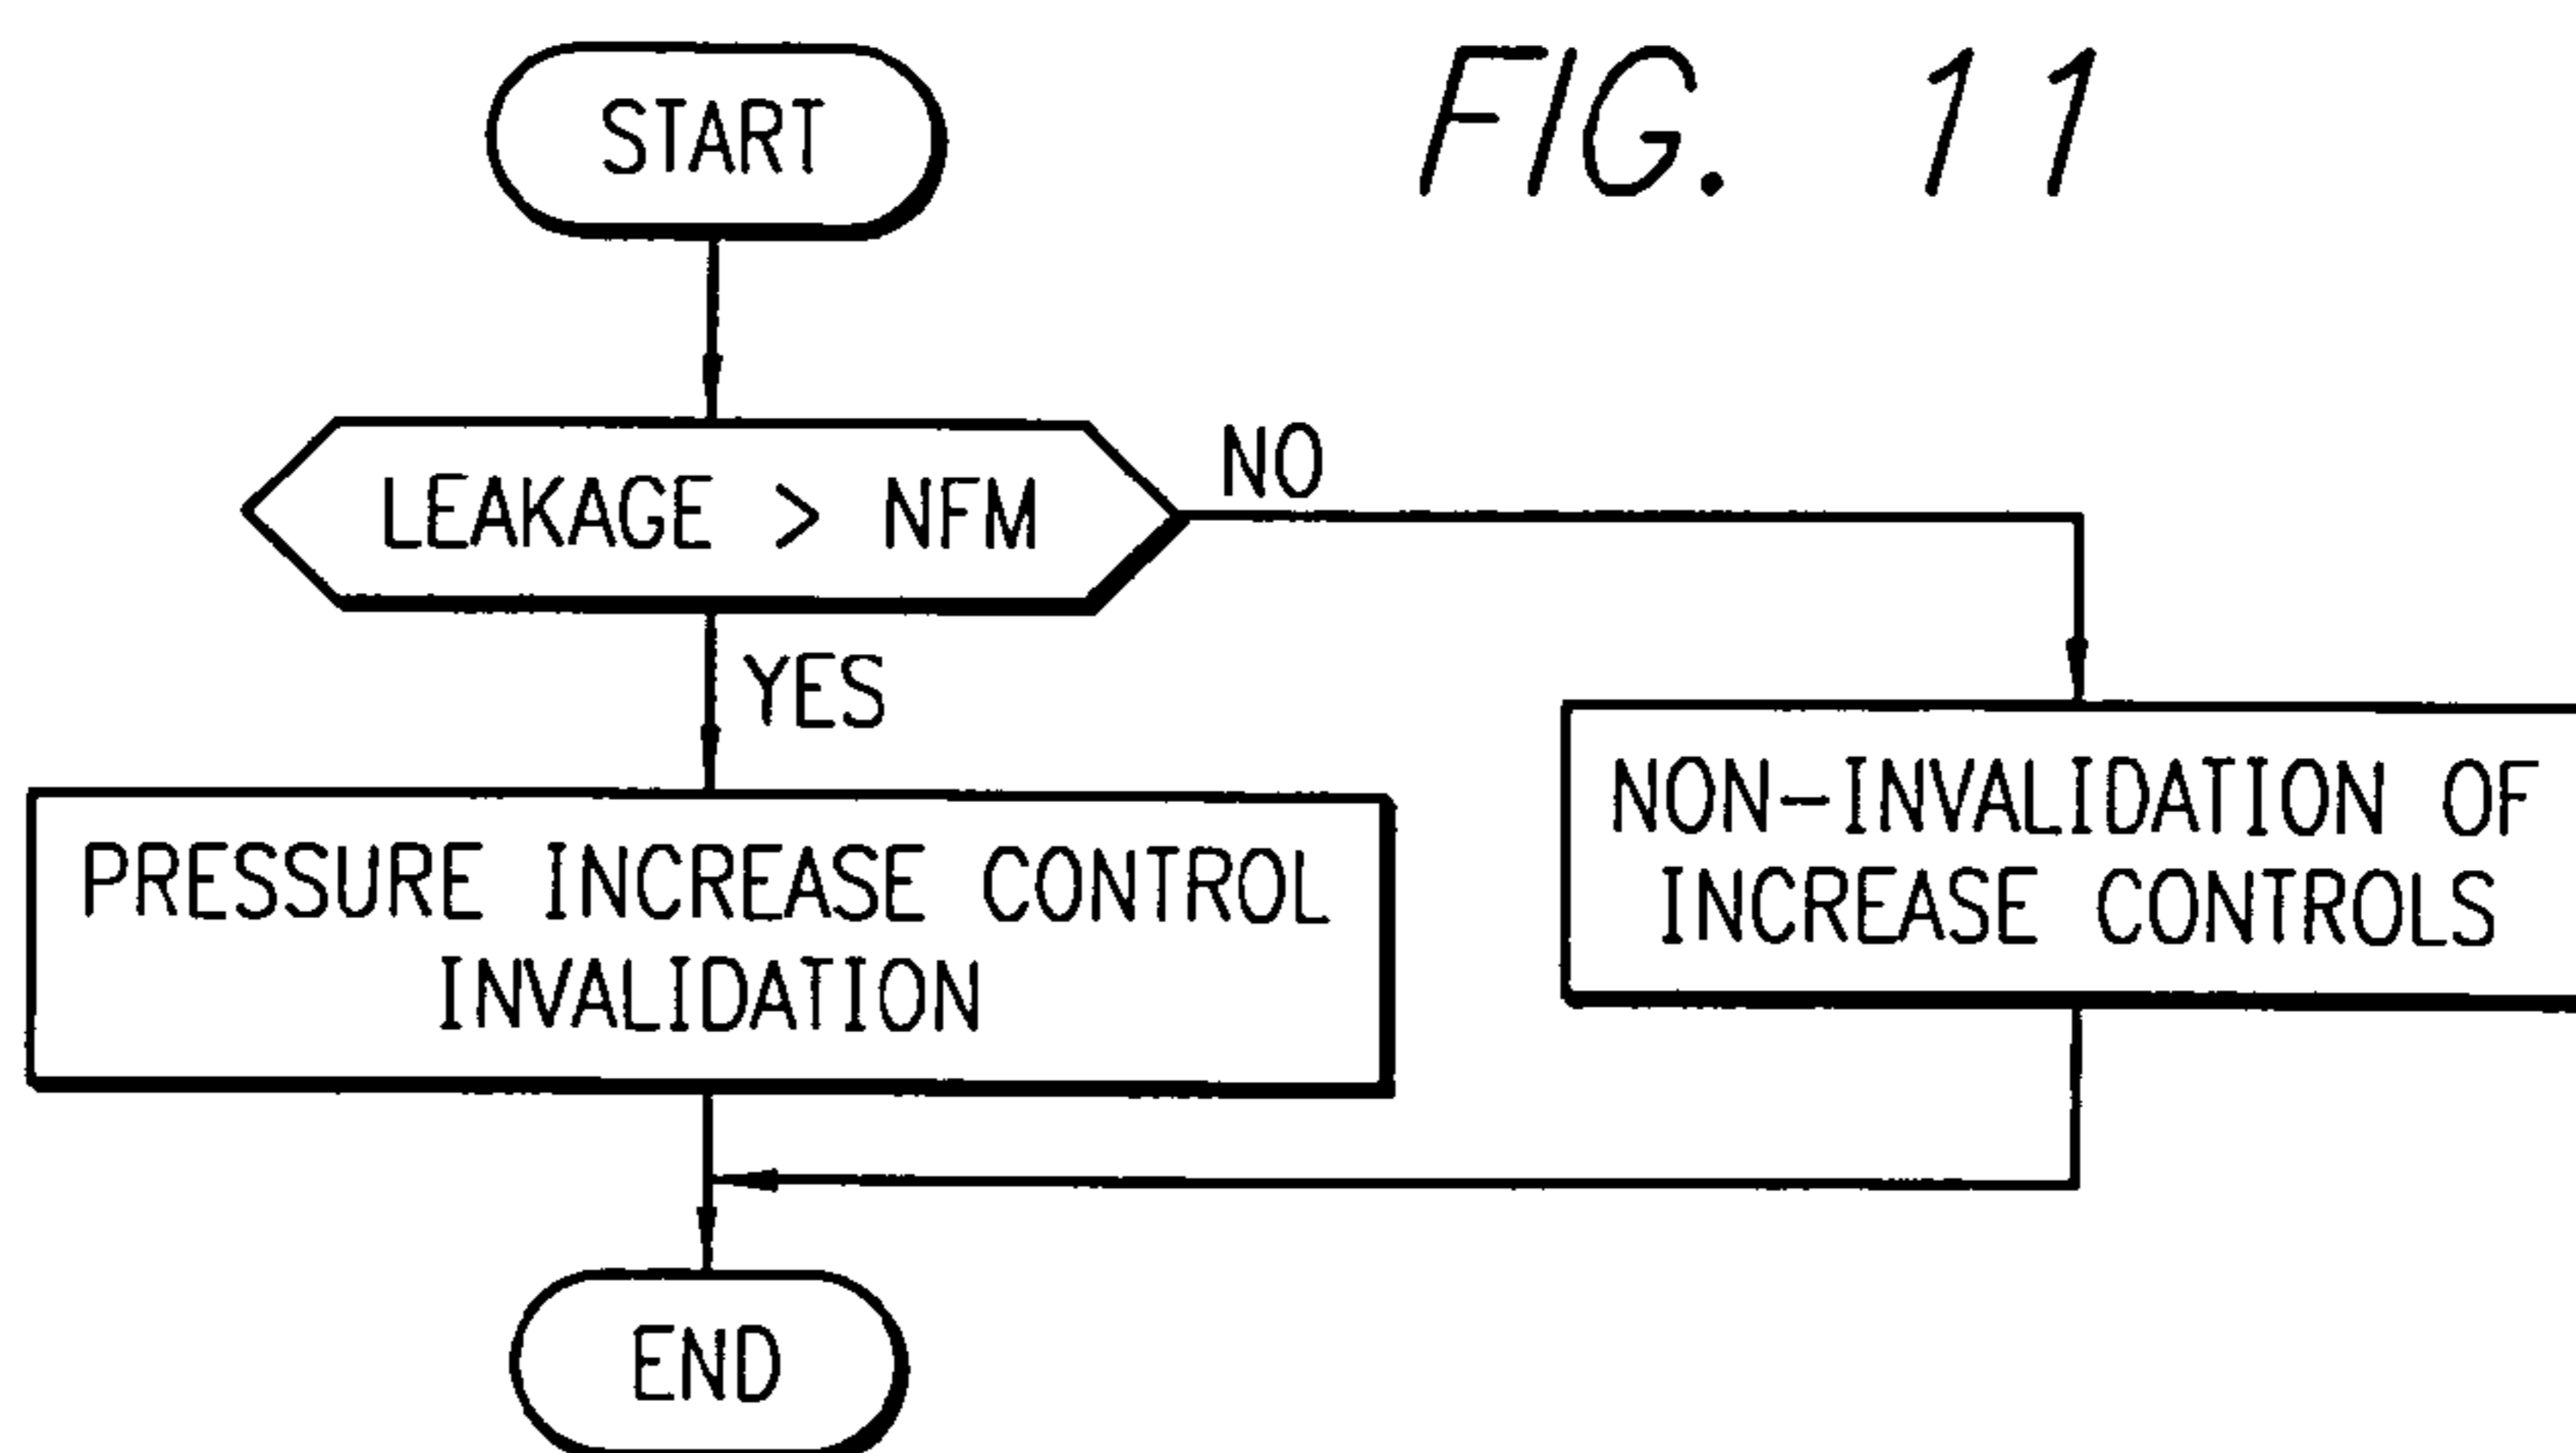 START
FIG. 11
LEAKAGE > NFM
NO
YES
PRESSURE INCREASE CONTROL
INVALIDATION
NON-INVALIDATION OF
INCREASE CONTROLS
END